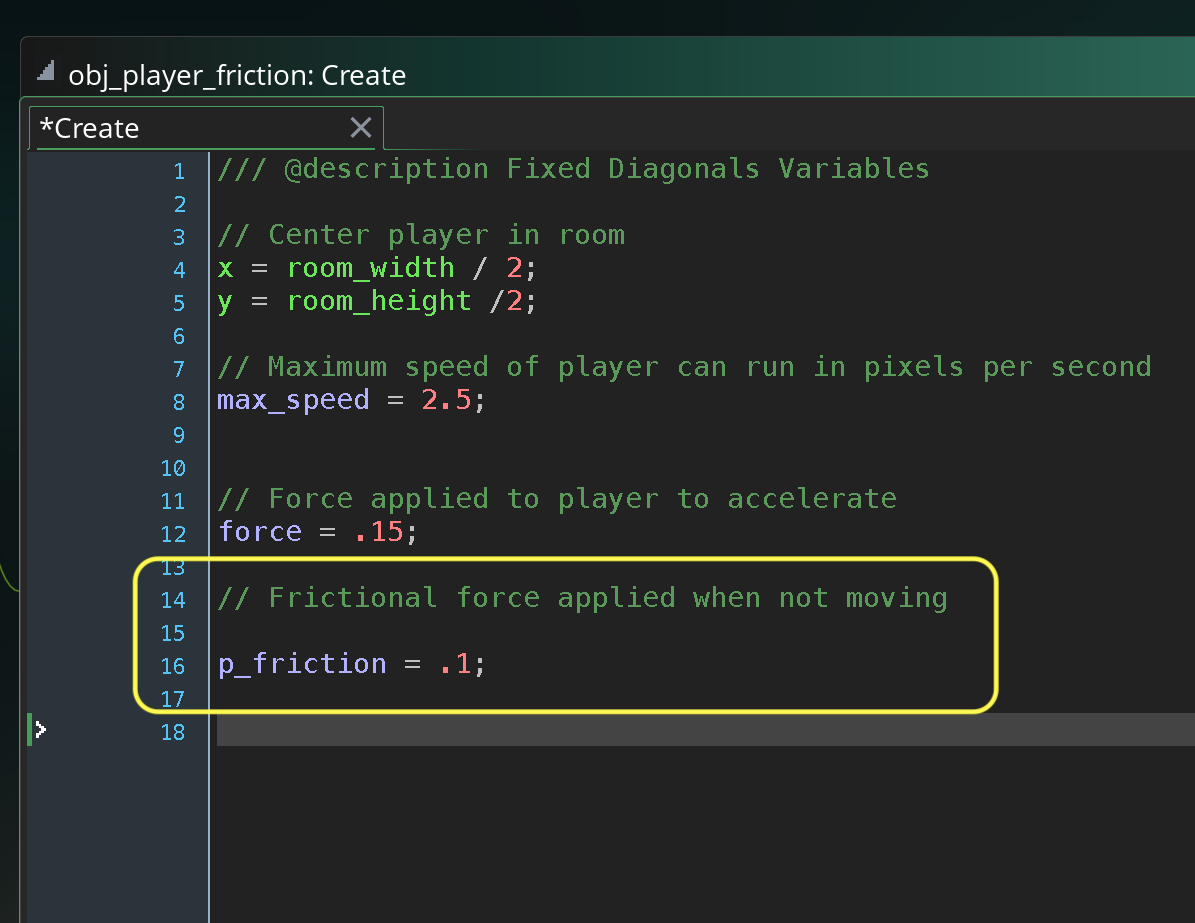 obj_player_friction: Create
*Create
1 /// @description Fixed Diagonals Variables
2
3 // Center player in room
4 x = room_width / 2;
5 y = room_height /2;
6
7 // Maximum speed of player can run in pixels per second
8 max_speed = 2.5;
9
10
11 // Force applied to player to accelerate
12 force = .15;
13
14 // Frictional force applied when not moving
15
16 p_friction = .1;
17
18